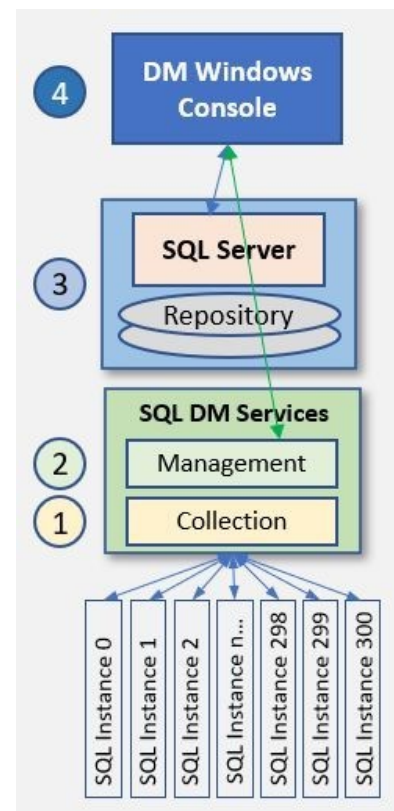 4
DM Windows
Console
3
SQL Server
Repository
SQL DM Services
2
Management
1
Collection
SQL Instance 0
SQL Instance 1
SQL Instance 2
SQL Instance n...
SQL Instance 298
SQL Instance 299
SQL Instance 300